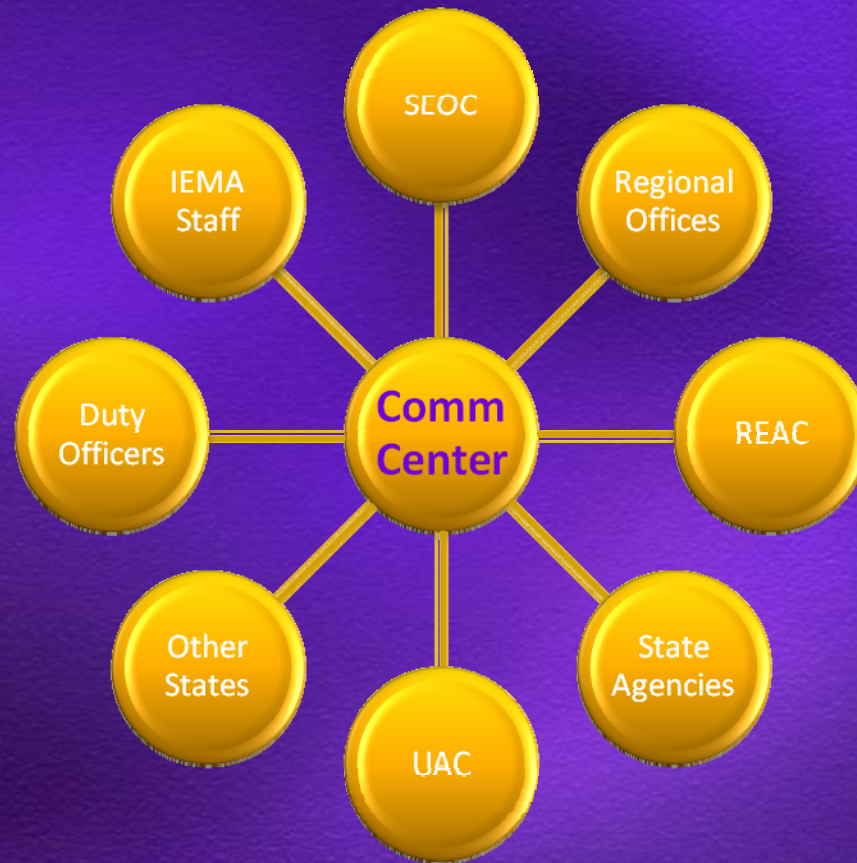 SEOC
IEMA
Staff
Regional
Offices
Duty
Officers
Comm
Center
REAC
Other
States
State
Agencies
UAC